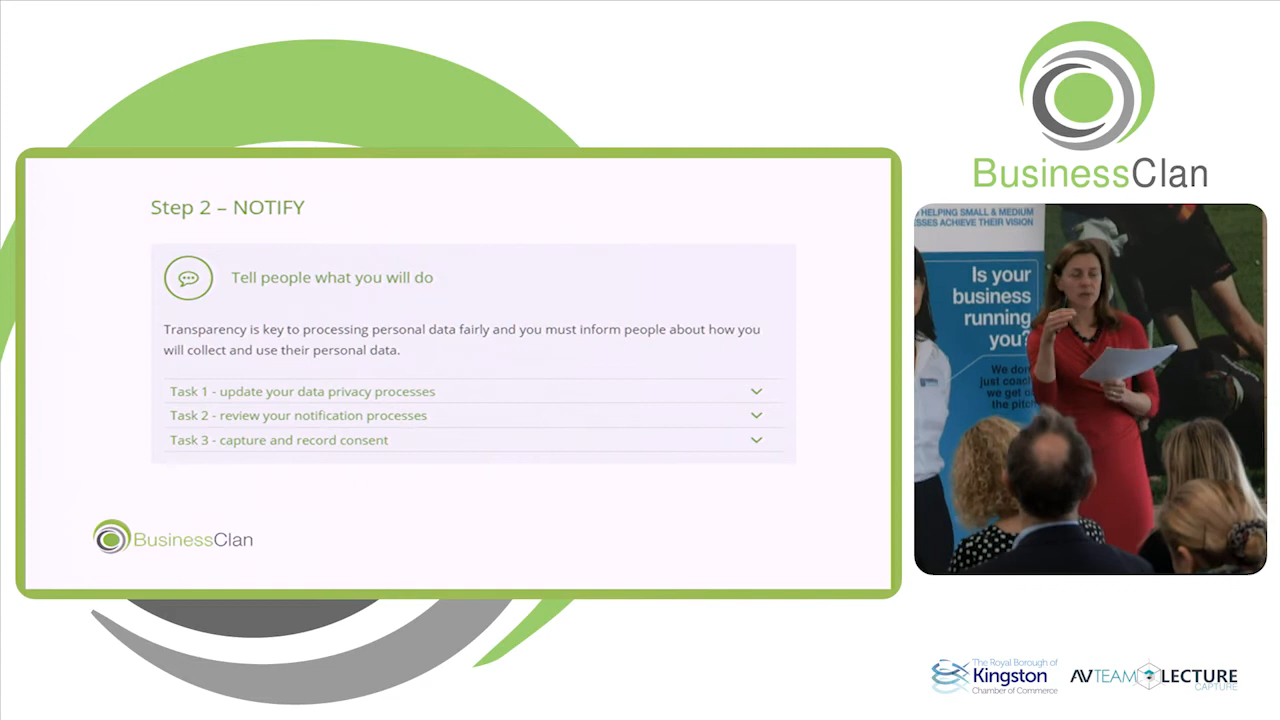 Step 2 – NOTIFY
Tell people what you will do
Transparency is key to processing personal data fairly and you must inform people about how you
will collect and use their personal data.
Task 1 - update your data privacy processes
Task 2 - review your notification processes
Task 3 - capture and record consent
BusinessClan
BusinessClan
HELPING SMALL & MEDIUM
ESSES ACHIEVE THEIR VISION
Is your
business
running
you?
We don
just coach
we get o
the pitc
The Royal Borough of
Kingston
Chamber of Commerce
AVTEAM LECTURE
CAPTURE